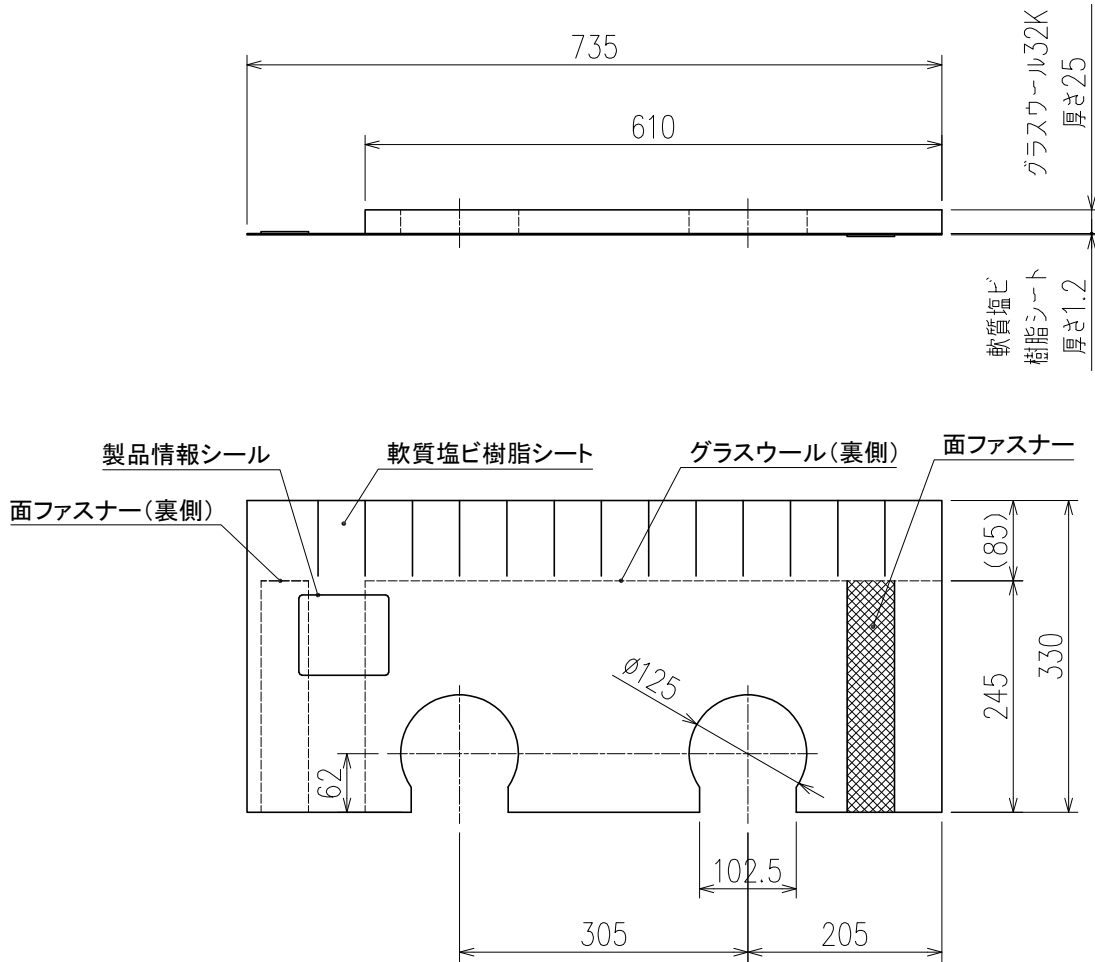 735
610
グラスウール32K
厚さ25
軟質塩ビ
樹脂シート
厚さ1.2
製品情報シール
軟質塩ビ樹脂シート
グラスウール(裏側)
面ファスナー
面ファスナー(裏側)
(85)
245
330
ø125
62
102.5
305
205